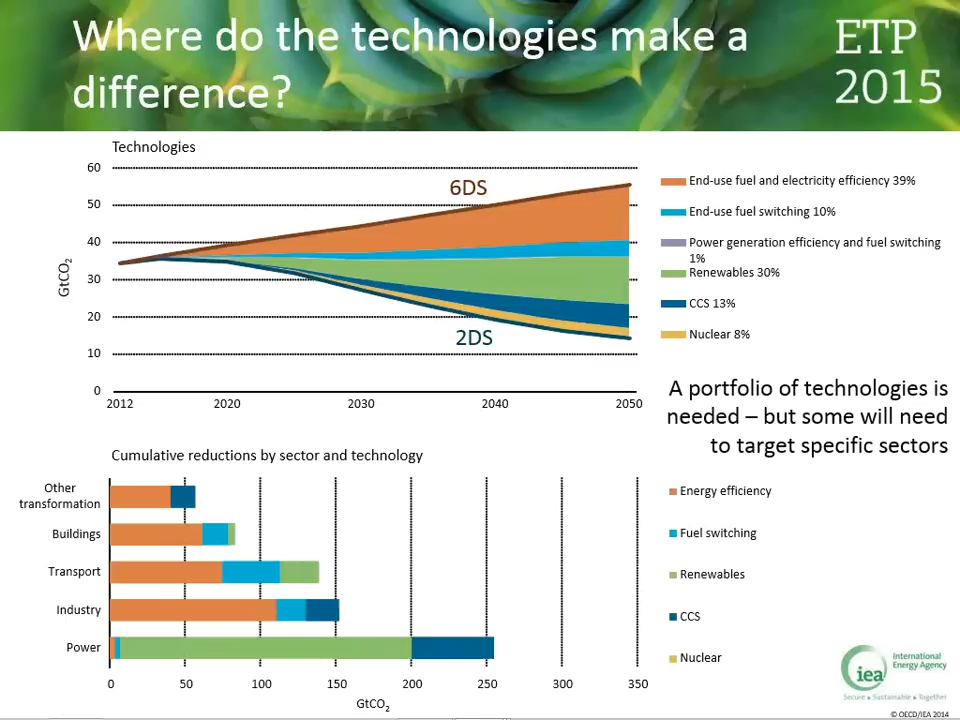 Where do the technologies make a
difference?
ETP
2015
Technologies
60
50
40
30
20
10
0
GtCO2
6DS
2DS
2012
2020
2030
2040
2050
End-use fuel and electricity efficiency 39%
End-use fuel switching 10%
Power generation efficiency and fuel switching
1%
Renewables 30%
CCS 13%
Nuclear 8%
A portfolio of technologies is
needed – but some will need
to target specific sectors
Cumulative reductions by sector and technology
Other
transformation
Buildings
Transport
Industry
Power
0
50
100
150
200
250
300
350
GtCO2
Energy efficiency
Fuel switching
Renewables
CCS
Nuclear
iea
International
Energy Agency
Secure • Sustainable • Together
© OECD/IEA 2014